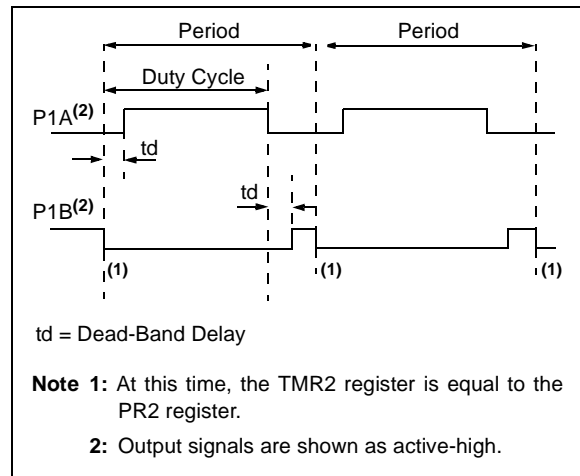 Period Period
Duty Cycle
P1A(2)
td
td
P1B(2)
(1) (1) (1)
td = Dead-Band Delay
Note 1: At this time, the TMR2 register is equal to the
PR2 register.
2: Output signals are shown as active-high.